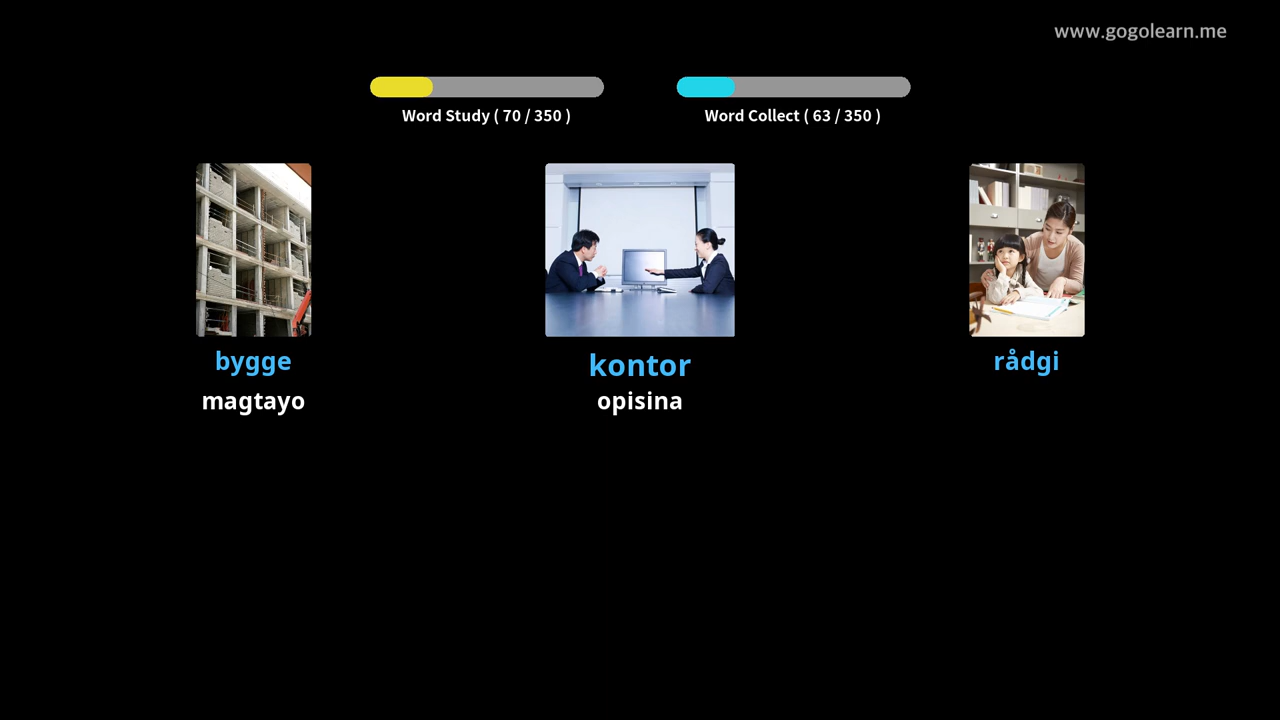 www.gogolearn.me
Word Study ( 70 / 350 )
Word Collect ( 63 / 350 )
bygge
kontor
rådgi
magtayo
opisina